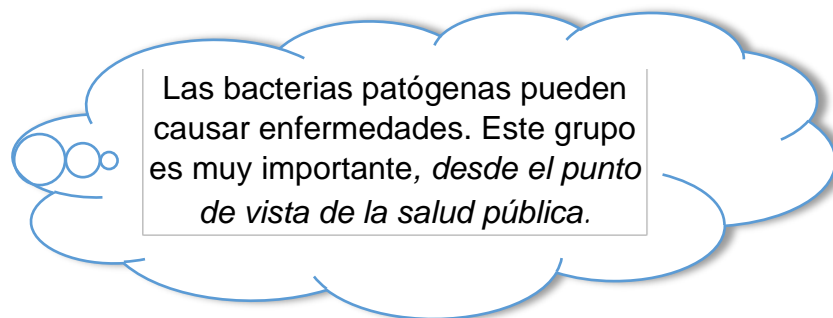 Las bacterias patógenas pueden
causar enfermedades. Este grupo
es muy importante, desde el punto
de vista de la salud pública.